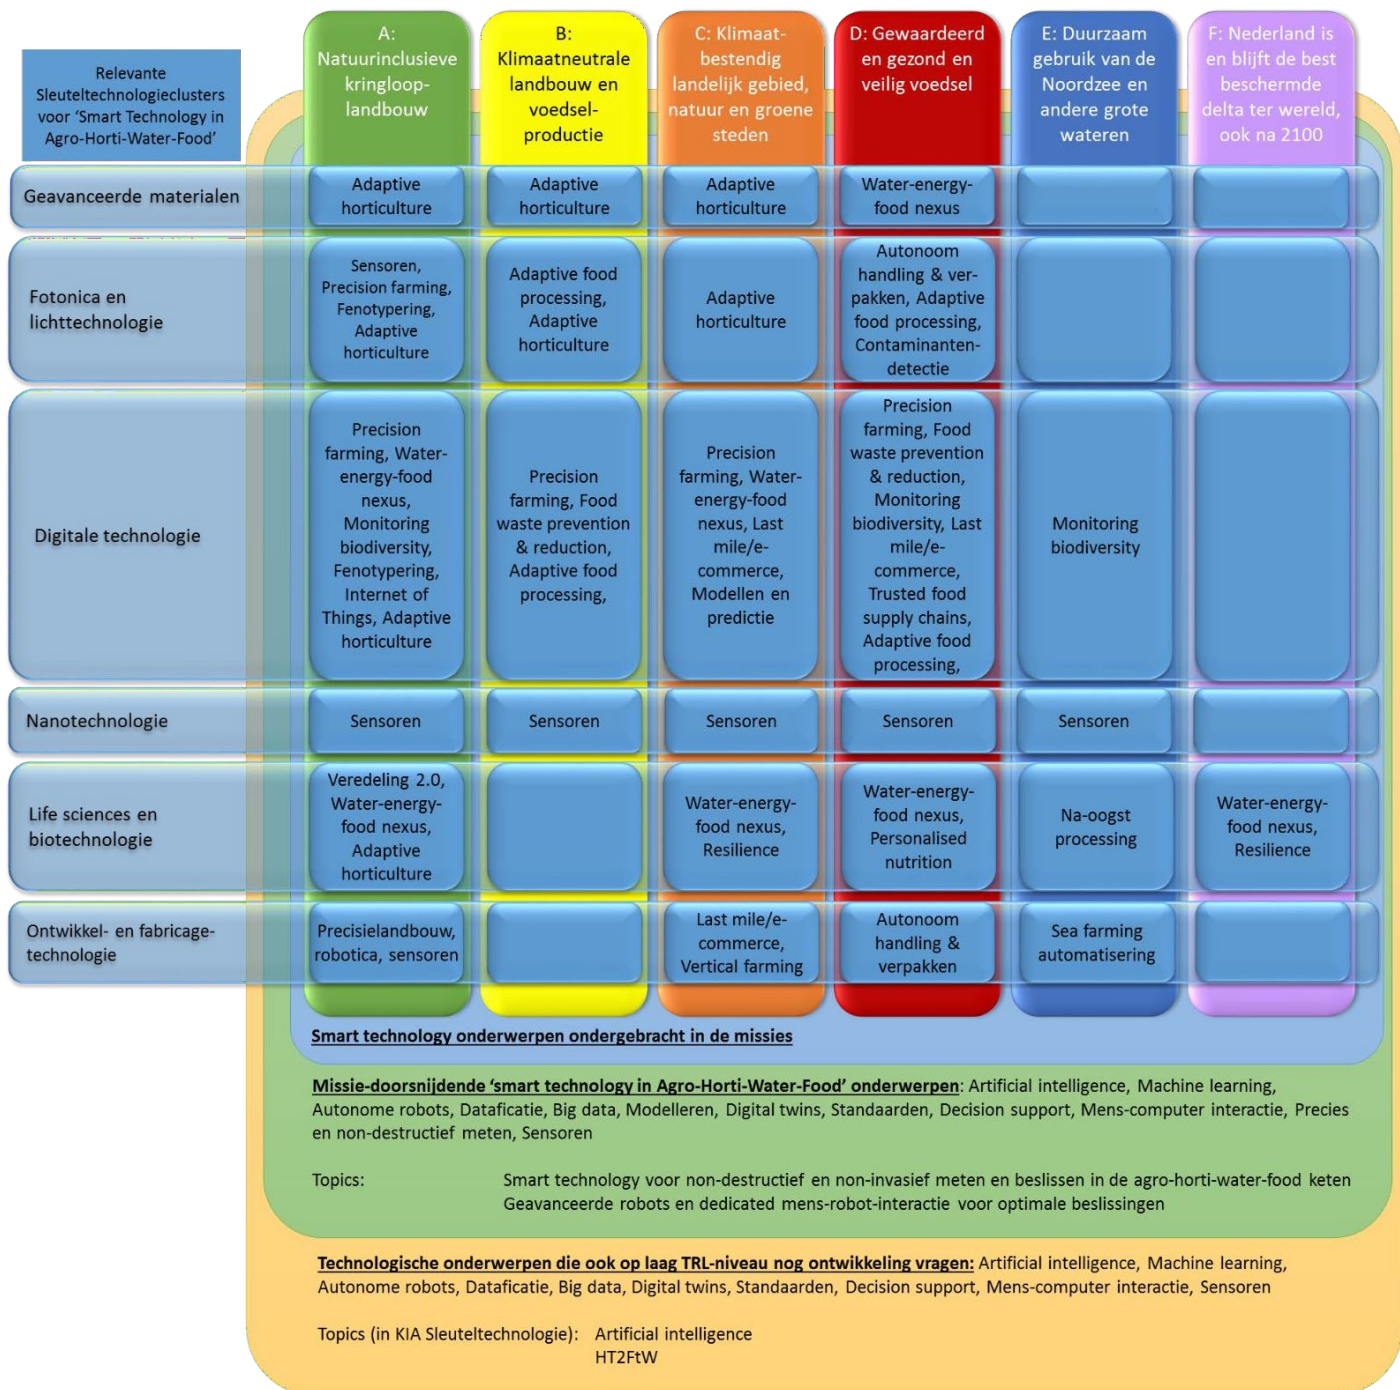 Relevante
Sleuteltechnologieclusters
voor ‘Smart Technology in
Agro-Horti-Water-Food’
A:
Natuurinclusieve
kringloop-
landbouw
B:
Klimaatneutrale
landbouw en
voedsel-
productie
C: Klimaat-
bestendig
landelijk gebied,
natuur en groene
steden
D: Gewaardeerd
en gezond en
veilig voedsel
E: Duurzaam
gebruik van de
Noordzee en
andere grote
wateren
F: Nederland is
en blijft de best
beschermde
delta ter wereld,
ook na 2100
Geavanceerde materialen
Adaptive
horticulture
Adaptive
horticulture
Adaptive
horticulture
Water-energy-
food nexus
Fotonica en
lichttechnologie
Sensoren,
Precision farming,
Fenotypering,
Adaptive
horticulture
Adaptive food
processing,
Adaptive
horticulture
Adaptive
horticulture
Autonoom
handling & ver-
pakken, Adaptive
food processing,
Contaminanten-
detectie
Digitale technologie
Precision
farming, Water-
energy-food
nexus,
Monitoring
biodiversity,
Fenotypering,
Internet of
Things, Adaptive
horticulture
Precision
farming, Food
waste prevention
& reduction,
Adaptive food
processing,
Precision
farming, Water-
energy-food
nexus, Last
mile/e-
commerce,
Modellen en
predictie
Precision
farming, Food
waste prevention
& reduction,
Monitoring
biodiversity, Last
mile/e-
commerce,
Trusted food
supply chains,
Adaptive food
processing,
Monitoring
biodiversity
Nanotechnologie
Sensoren
Sensoren
Sensoren
Sensoren
Sensoren
Life sciences en
biotechnologie
Veredeling 2.0,
Water-energy-
food nexus,
Adaptive
horticulture
Water-energy-
food nexus,
Resilience
Water-energy-
food nexus,
Personalised
nutrition
Na-oogst
processing
Water-energy-
food nexus,
Resilience
Ontwikkel- en fabricage-
technologie
Precisielandbouw,
robotica, sensoren
Last mile/e-
commerce,
Vertical farming
Autonoom
handling &
verpakken
Sea farming
automatisering
Smart technology onderwerpen ondergebracht in de missies
Missie-doorsnijdende ‘smart technology in Agro-Horti-Water-Food’ onderwerpen: Artificial intelligence, Machine learning,
Autonome robots, Dataficatie, Big data, Modelleren, Digital twins, Standaarden, Decision support, Mens-computer interactie, Precies
en non-destructief meten, Sensoren
Topics: Smart technology voor non-destructief en non-invasief meten en beslissen in de agro-horti-water-food keten
Geavanceerde robots en dedicated mens-robot-interactie voor optimale beslissingen
Technologische onderwerpen die ook op laag TRL-niveau nog ontwikkeling vragen: Artificial intelligence, Machine learning,
Autonome robots, Dataficatie, Big data, Digital twins, Standaarden, Decision support, Mens-computer interactie, Sensoren
Topics (in KIA Sleuteltechnologie): Artificial intelligence
HT2FtW